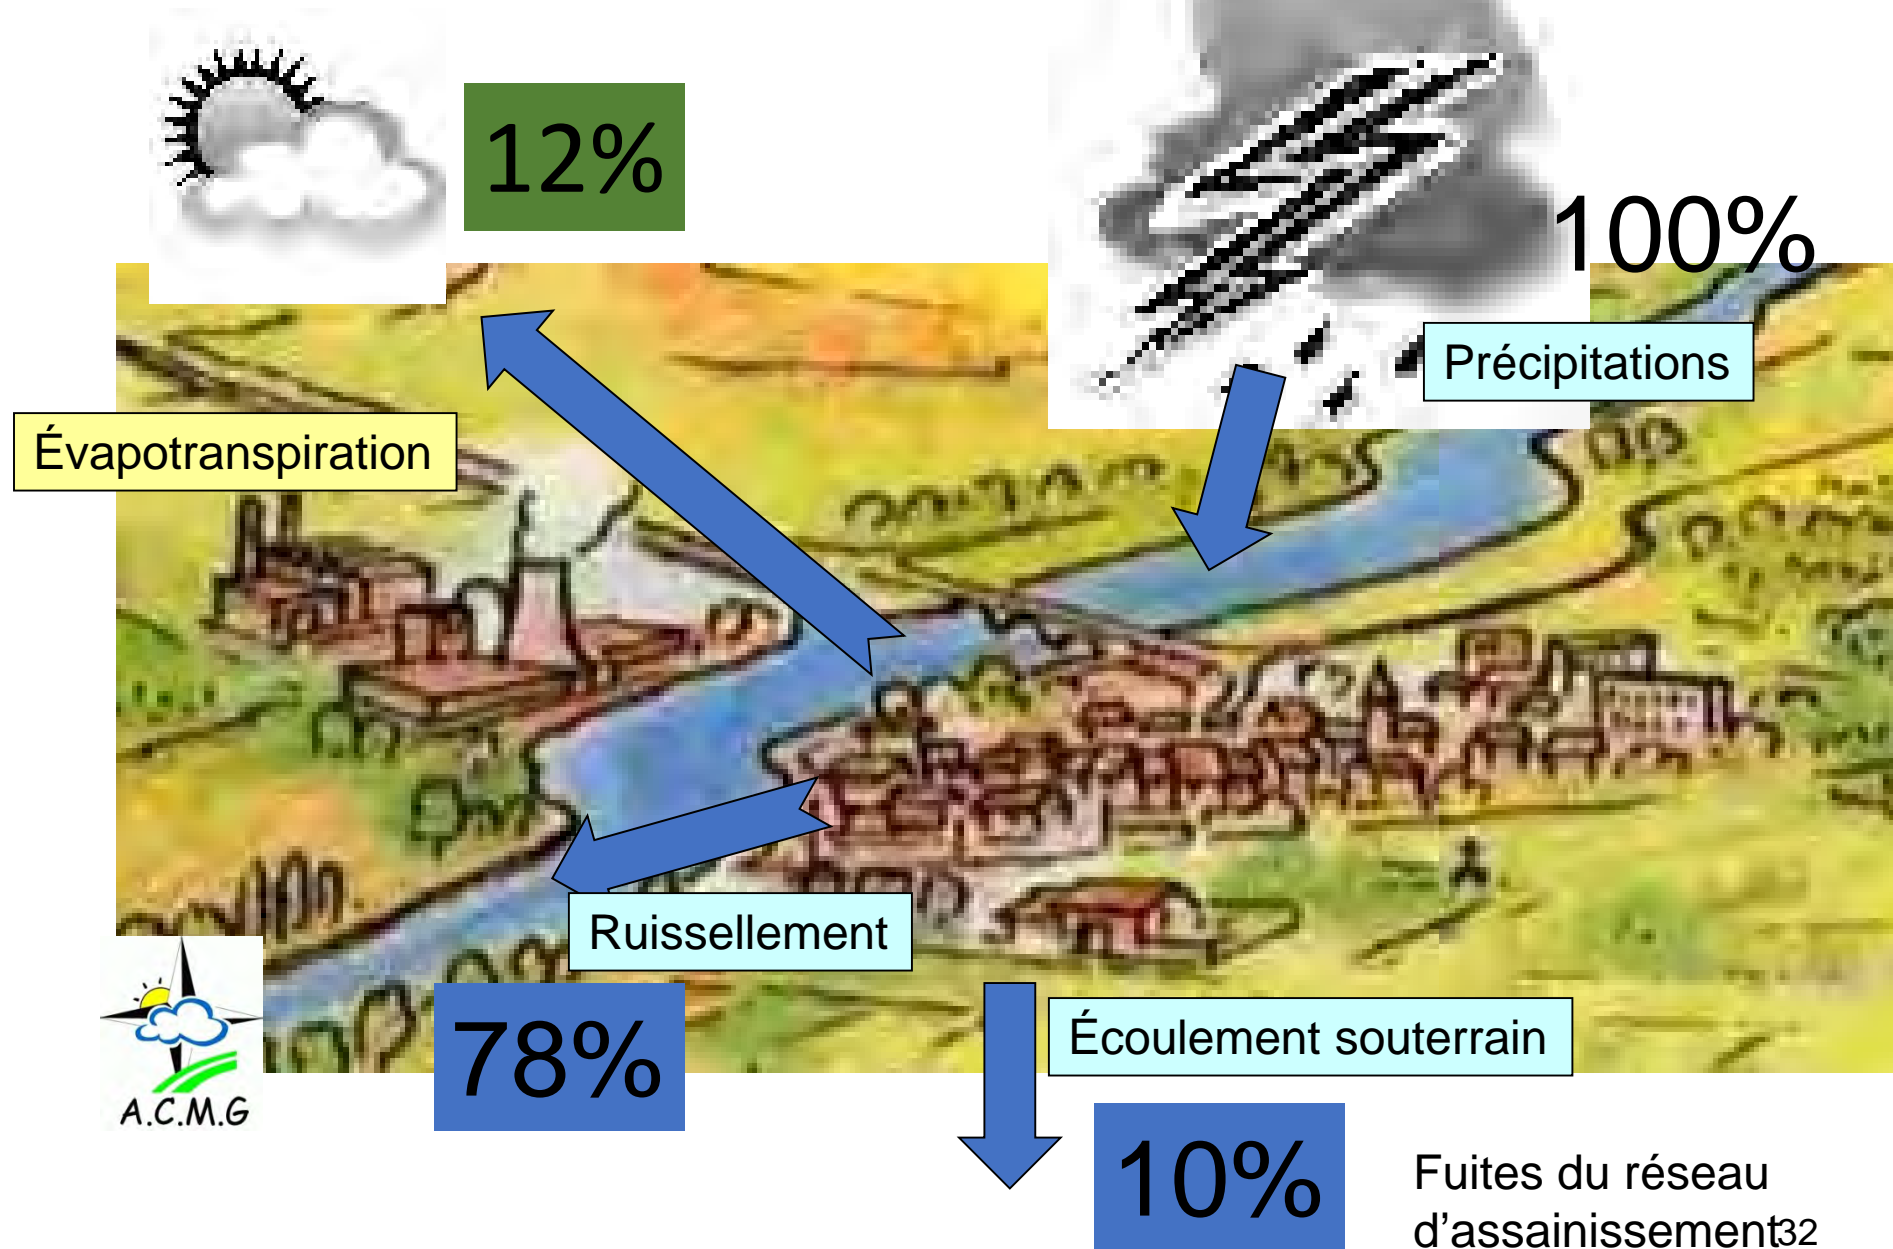 12%
100%
Précipitations
Évapotranspiration
Ruissellement
78%
Écoulement souterrain
A.C.M.G
10%
Fuites du réseau
d'assainissement
32